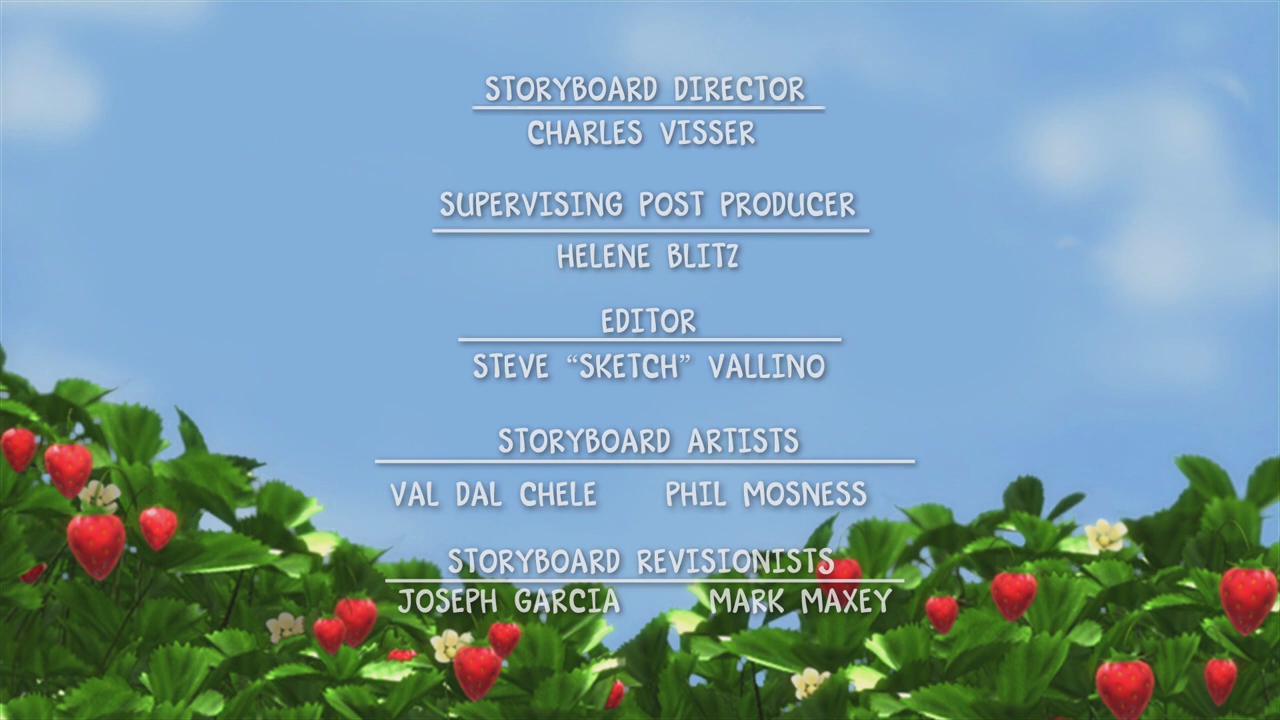 STORYBOARD DIRECTOR
CHARLES VISSER
SUPERVISING POST PRODUCER
HELENE BLITZ
EDITOR
STEVE “SKETCH” VALLINO
STORYBOARD ARTISTS
VAL DAL CHELE PHIL MOSNESS
STORYBOARD REVISIONISTS
JOSEPH GARCIA MARK MAXEY